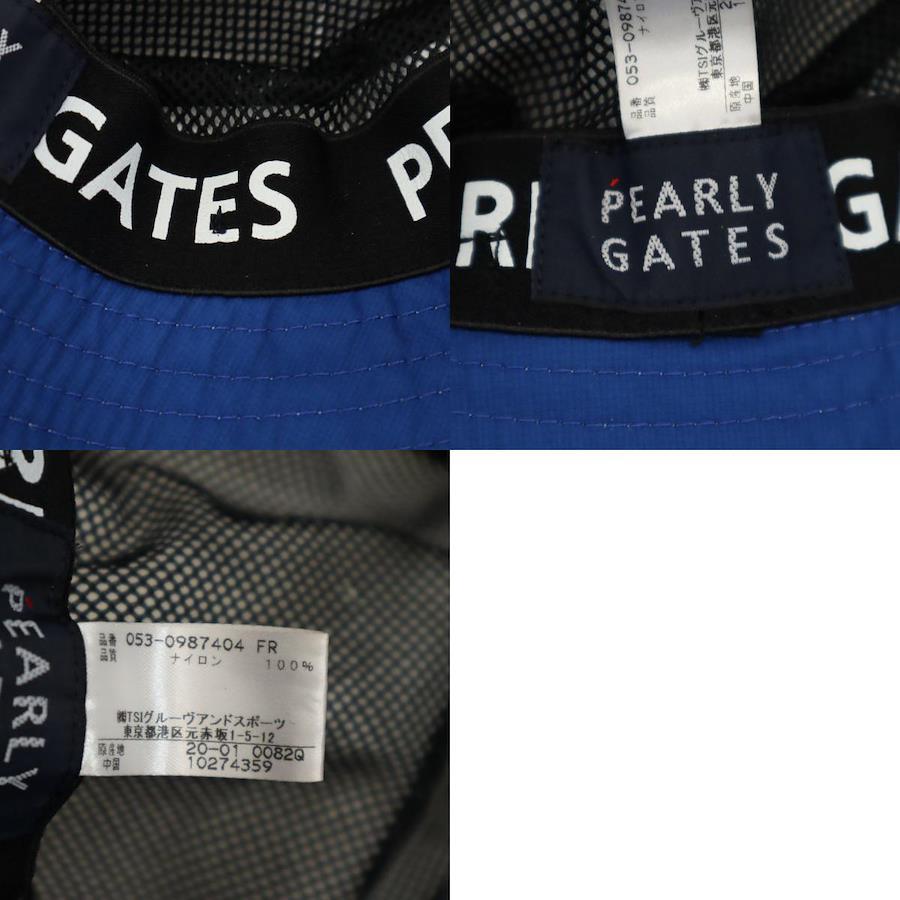 GATES
PE
053-0987
品番
品質
ナイロン
㈱TSIグルーヴアン
東京都港区元
原産地
中国
PEARLY
GATES
R
GA
PEARLY
品番 053-0987404 FR
品質 ナイロン 100%
㈱TSIグルーヴアンドスポーツ
東京都港区元赤坂1-5-12
原産地 20-01 0082Q
中国 10274359